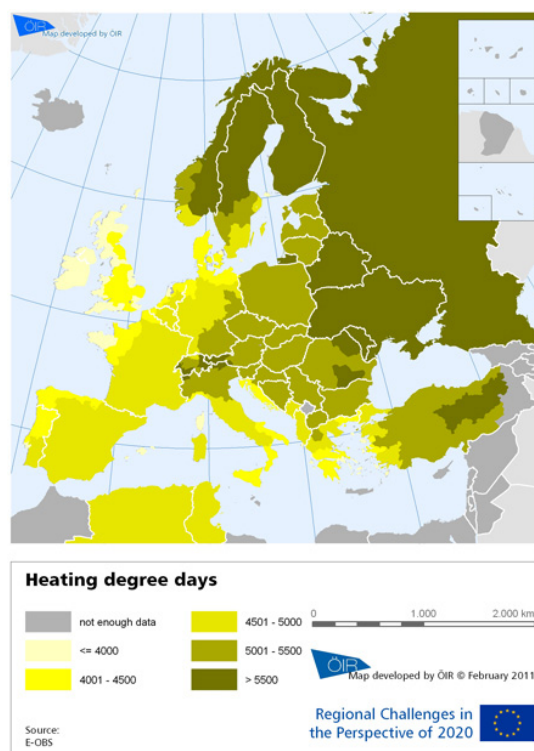 ÖIR
Map developed by ÖIR
Heating degree days
not enough data
<= 4000
4001 - 4500
4501 - 5000
5001 - 5500
> 5500
0 1.000 2.000 km
ÖIR
Map developed by ÖIR © February 2011
Source:
E-OBS
Regional Challenges in
the Perspective of 2020